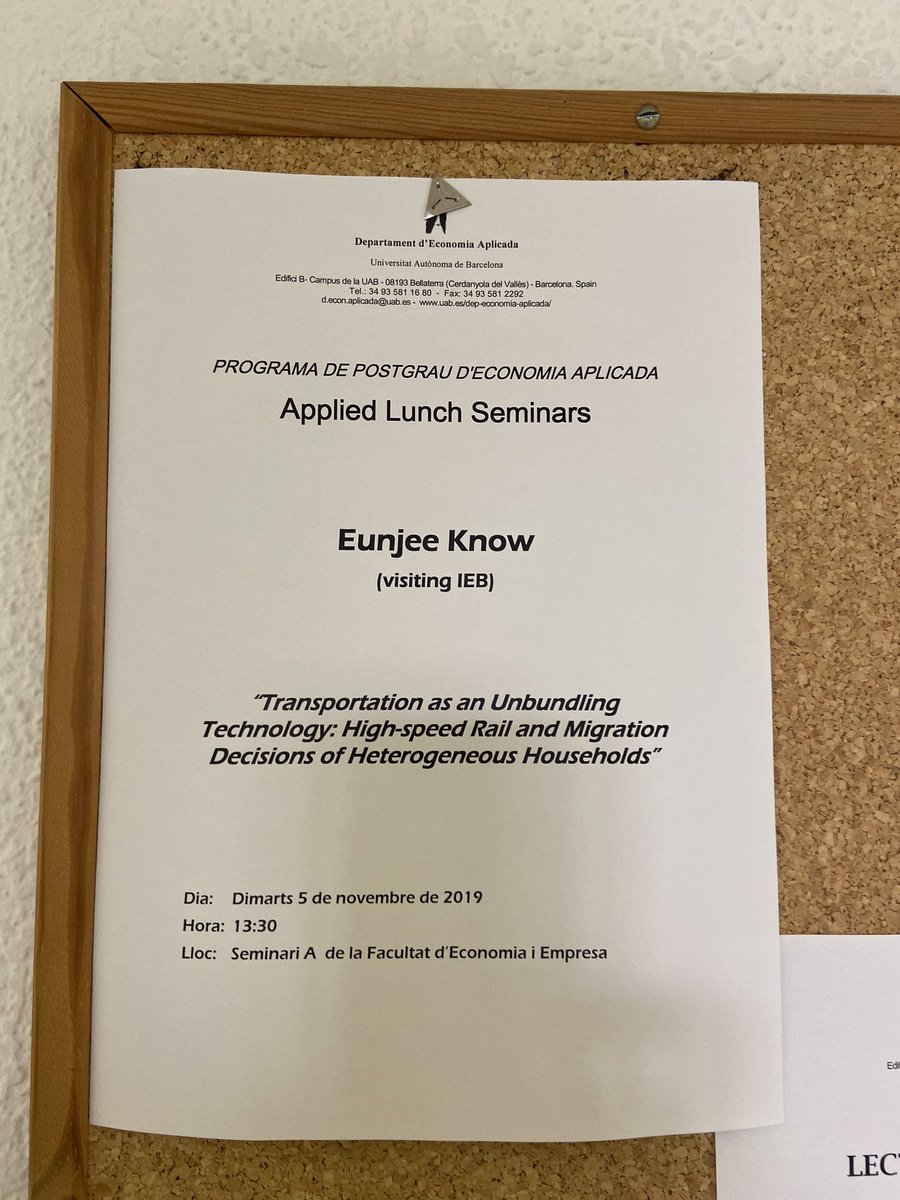 Departament d'Economia Aplicada
Universitat Autònoma de Barcelona
Edifici B- Campus de la UAB - 08193 Bellaterra (Cerdanyola del Vallès) - Barcelona. Spain
Tel.: 34 93 581 16 80 - Fax: 34 93 581 2292
d.econ.aplicada@uab.es - www.uab.es/dep-economia-aplicada/
PROGRAMA DE POSTGRAU D'ECONOMIA APLICADA
Applied Lunch Seminars
Eunjee Know
(visiting IEB)
“Transportation as an Unbundling
Technology: High-speed Rail and Migration
Decisions of Heterogeneous Households”
Dia: Dimarts 5 de novembre de 2019
Hora: 13:30
Lloc: Seminari A de la Facultat d'Economia i Empresa